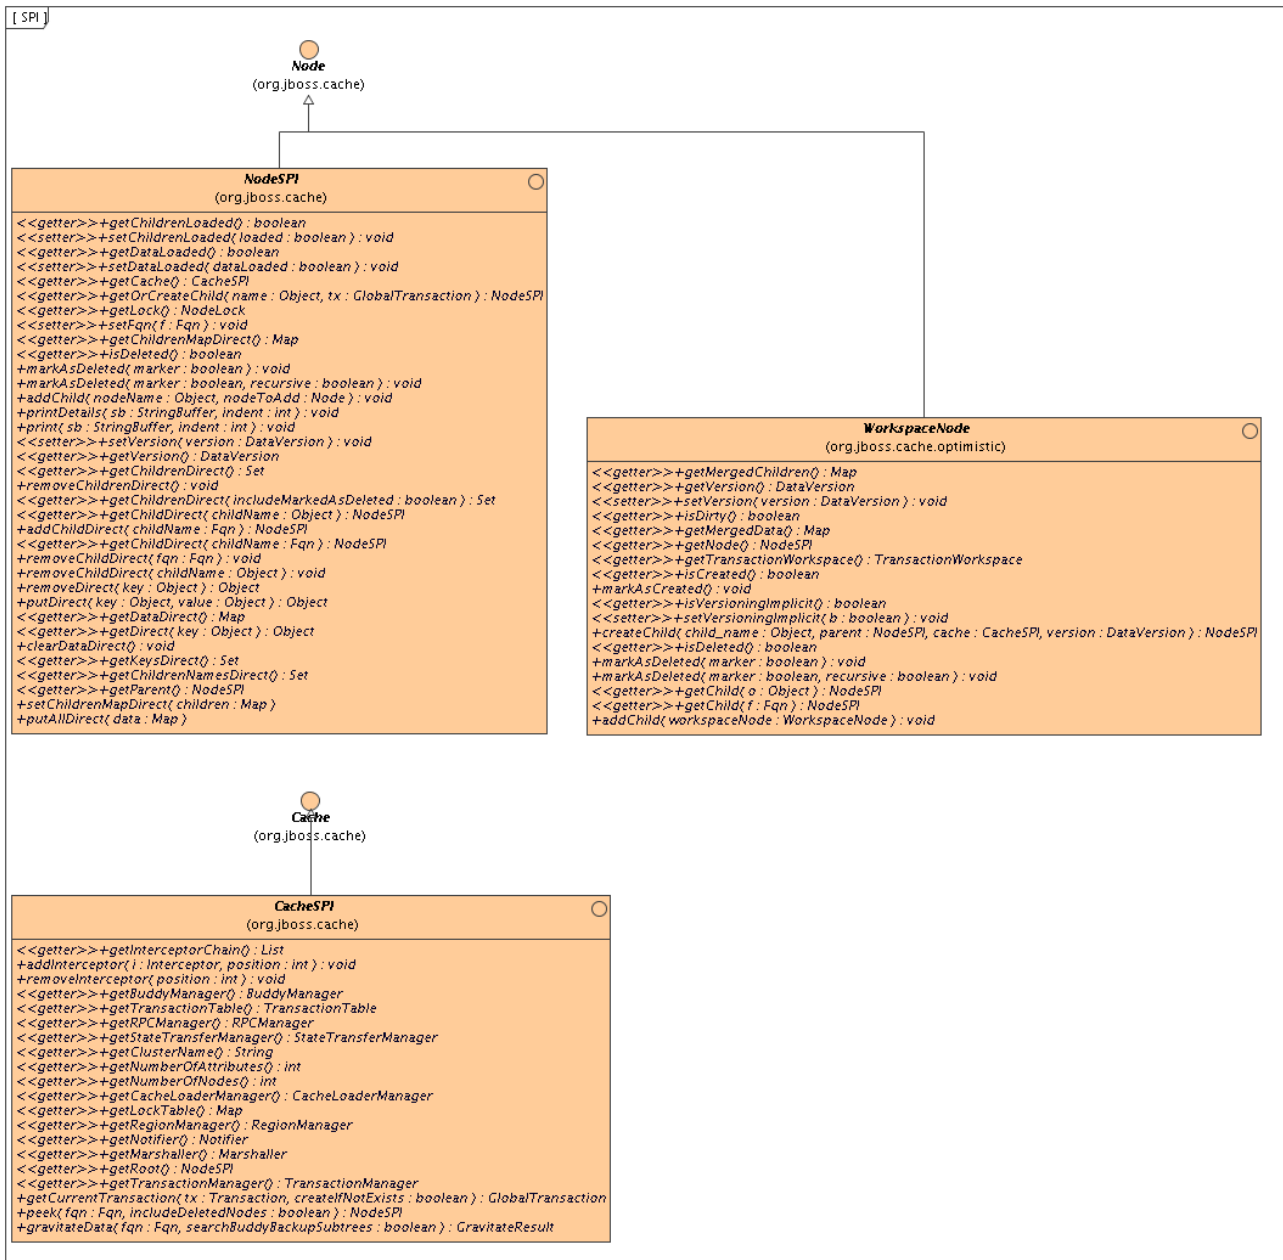 [ SPI ]
Node
(org.jboss.cache)
NodeSPI
(org.jboss.cache)
<<getter>>+getChildrenLoaded() : boolean
<<setter>>+setChildrenLoaded( loaded : boolean ) : void
<<getter>>+getDataLoaded() : boolean
<<setter>>+setDataLoaded( dataLoaded : boolean ) : void
<<getter>>+getCache() : CacheSPI
<<getter>>+getOrCreateChild( name : Object, tx : GlobalTransaction ) : NodeSPI
<<getter>>+getLock() : NodeLock
<<setter>>+setFqn( f : Fqn ) : void
<<getter>>+getChildrenMapDirect() : Map
<<getter>>+isDeleted() : boolean
+markAsDeleted( marker : boolean ) : void
+markAsDeleted( marker : boolean, recursive : boolean ) : void
+addChild( nodeName : Object, nodeToAdd : Node ) : void
+printDetails( sb : StringBuffer, indent : int ) : void
+print( sb : StringBuffer, indent : int ) : void
<<setter>>+setVersion( version : DataVersion ) : void
<<getter>>+getVersion() : DataVersion
<<getter>>+getChildrenDirect() : Set
+removeChildrenDirect() : void
<<getter>>+getChildrenDirect( includeMarkedAsDeleted : boolean ) : Set
<<getter>>+getChildDirect( childName : Object ) : NodeSPI
+addChildDirect( childName : Fqn ) : NodeSPI
<<getter>>+getChildDirect( childName : Fqn ) : NodeSPI
+removeChildDirect( fqn : Fqn ) : void
+removeChildDirect( childName : Object ) : void
+removeDirect( key : Object ) : Object
+putDirect( key : Object, value : Object ) : Object
<<getter>>+getDataDirect() : Map
<<getter>>+getDirect( key : Object ) : Object
+clearDataDirect() : void
<<getter>>+getKeysDirect() : Set
<<getter>>+getChildrenNamesDirect() : Set
<<getter>>+getParent() : NodeSPI
+setChildrenMapDirect( children : Map )
+putAllDirect( data : Map )
WorkspaceNode
(org.jboss.cache.optimistic)
<<getter>>+getMergedChildren() : Map
<<getter>>+getVersion() : DataVersion
<<setter>>+setVersion( version : DataVersion ) : void
<<getter>>+isDirty() : boolean
<<getter>>+getMergedData() : Map
<<getter>>+getNode() : NodeSPI
<<getter>>+getTransactionWorkspace() : TransactionWorkspace
<<getter>>+isCreated() : boolean
+markAsCreated() : void
<<getter>>+isVersioningImplicit() : boolean
<<setter>>+setVersioningImplicit( b : boolean ) : void
+createChild( child_name : Object, parent : NodeSPI, cache : CacheSPI, version : DataVersion ) : NodeSPI
<<getter>>+isDeleted() : boolean
+markAsDeleted( marker : boolean ) : void
+markAsDeleted( marker : boolean, recursive : boolean ) : void
<<getter>>+getChild( o : Object ) : NodeSPI
<<getter>>+getChild( f : Fqn ) : NodeSPI
+addChild( workspaceNode : WorkspaceNode ) : void
Cache
(org.jboss.cache)
CacheSPI
(org.jboss.cache)
<<getter>>+getInterceptorChain() : List
+addInterceptor( i : Interceptor, position : int ) : void
+removeInterceptor( position : int ) : void
<<getter>>+getBuddyManager() : BuddyManager
<<getter>>+getTransactionTable() : TransactionTable
<<getter>>+getRPCManager() : RPCManager
<<getter>>+getStateTransferManager() : StateTransferManager
<<getter>>+getClusterName() : String
<<getter>>+getNumberOfAttributes() : int
<<getter>>+getNumberOfNodes() : int
<<getter>>+getCacheLoaderManager() : CacheLoaderManager
<<getter>>+getLockTable() : Map
<<getter>>+getRegionManager() : RegionManager
<<getter>>+getNotifier() : Notifier
<<getter>>+getMarshaller() : Marshaller
<<getter>>+getRoot() : NodeSPI
<<getter>>+getTransactionManager() : TransactionManager
+getCurrentTransaction( tx : Transaction, createIfNotExists : boolean ) : GlobalTransaction
+peek( fqn : Fqn, includeDeletedNodes : boolean ) : NodeSPI
+gravitateData( fqn : Fqn, searchBuddyBackupSubtrees : boolean ) : GravitateResult